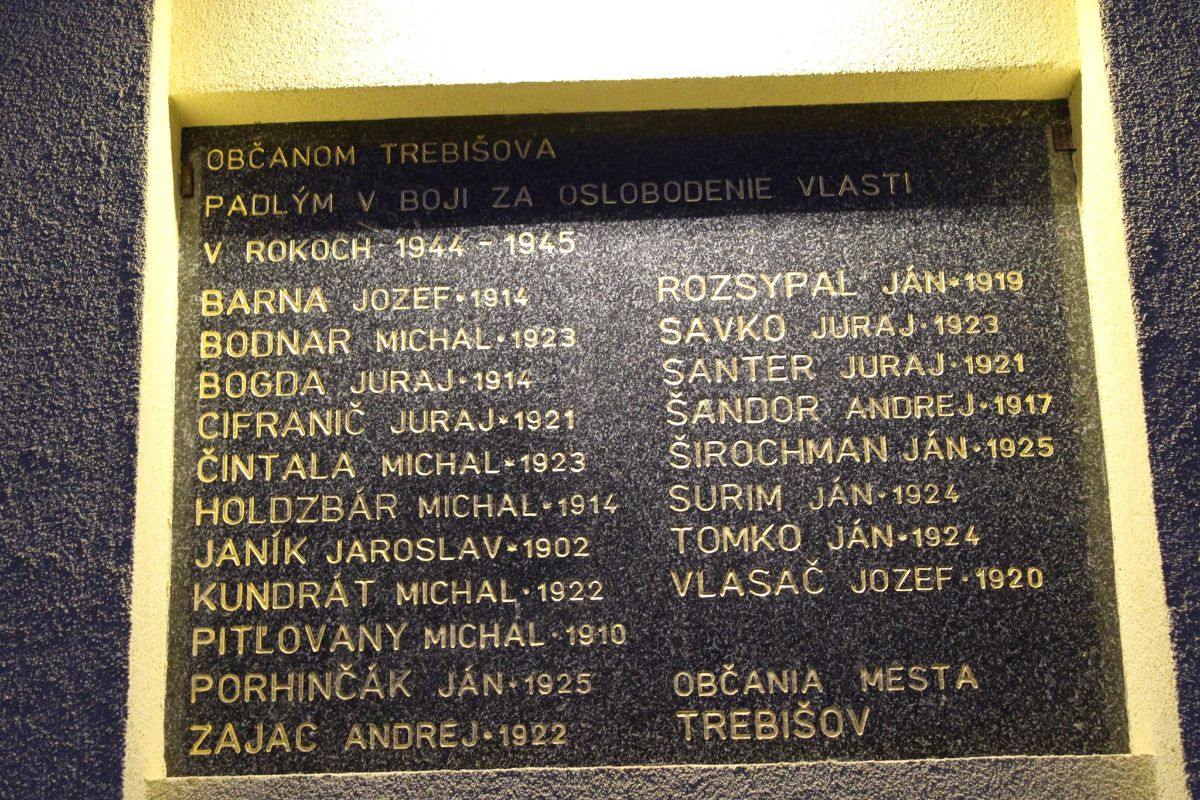 OBČANOM TREBIŠOVA
PADLÝM V BOJI ZA OSLOBODENIE VLASTI
V ROKOCH 1944 - 1945
BARNA JOZEF·1914
BODNAR MICHAL·1923
BOGDA JURAJ·1914
CIFRANIČ JURAJ·1921
ČINTALA MICHAL·1923
HOLDZBÁR MICHAL·1914
JANÍK JAROSLAV·1902
KUNDRÁT MICHAL·1922
PITĽOVANY MICHAL·1910
PORHINČÁK JÁN·1925
ZAJAC ANDREJ·1922
ROZSYPAL JÁN·1919
SAVKO JURAJ·1923
SANTER JURAJ·1921
ŠANDOR ANDREJ·1917
ŠIROCHMAN JÁN·1925
SURIM JÁN·1924
TOMKO JÁN·1924
VLASAČ JOZEF·1920
OBČANIA MESTA
TREBIŠOV